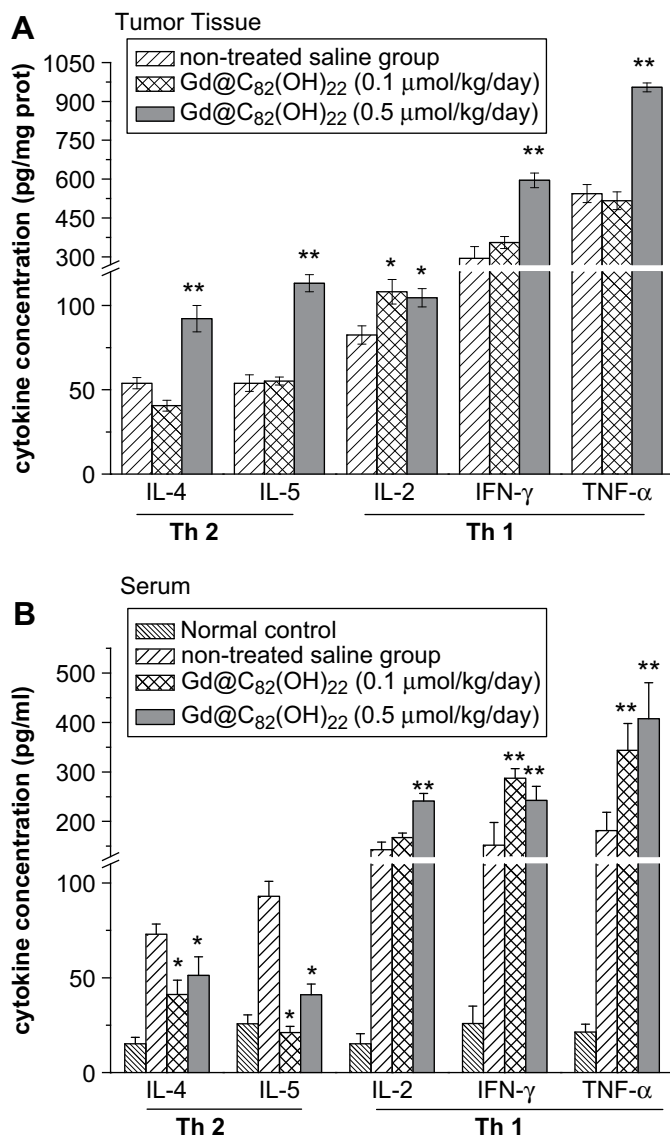 A
Tumor Tissue
non-treated saline group
Gd@C₈₂(OH)₂₂ (0.1 μmol/kg/day)
Gd@C₈₂(OH)₂₂ (0.5 μmol/kg/day)
cytokine concentration (pg/mg prot)
1050
900
750
600
450
300
100
50
0
** ** * * ** **
IL-4 IL-5 IL-2 IFN-γ TNF-α
Th 2 Th 1
B
Serum
Normal control
non-treated saline group
Gd@C₈₂(OH)₂₂ (0.1 μmol/kg/day)
Gd@C₈₂(OH)₂₂ (0.5 μmol/kg/day)
cytokine concentration (pg/ml)
500
400
300
200
100
50
0
* * * * ** ** ** ** **
IL-4 IL-5 IL-2 IFN-γ TNF-α
Th 2 Th 1